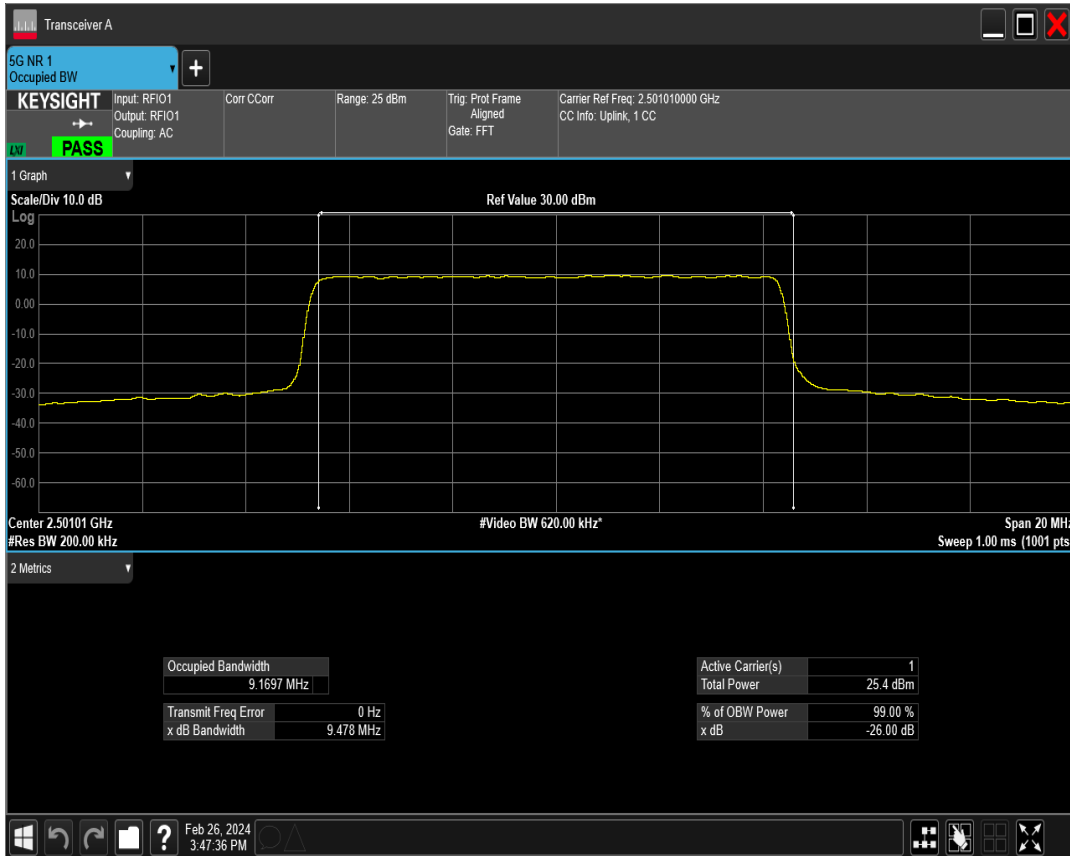 Transceiver A
5G NR 1
Occupied BW
+
KEYSIGHT
LXI
PASS
Input: RFIO1
Output: RFIO1
Coupling: AC
Corr CCorr
Range: 25 dBm
Trig: Prot Frame
Aligned
Gate: FFT
Carrier Ref Freq: 2.501010000 GHz
CC Info: Uplink, 1 CC
1 Graph
Scale/Div 10.0 dB
Ref Value 30.00 dBm
Log
20.0
10.0
0.00
-10.0
-20.0
-30.0
-40.0
-50.0
-60.0
Center 2.50101 GHz
#Video BW 620.00 kHz*
Span 20 MHz
#Res BW 200.00 kHz
Sweep 1.00 ms (1001 pts
2 Metrics
Occupied Bandwidth
9.1697 MHz
Transmit Freq Error 0 Hz
x dB Bandwidth 9.478 MHz
Active Carrier(s) 1
Total Power 25.4 dBm
% of OBW Power 99.00 %
x dB -26.00 dB
?
Feb 26, 2024
3:47:36 PM